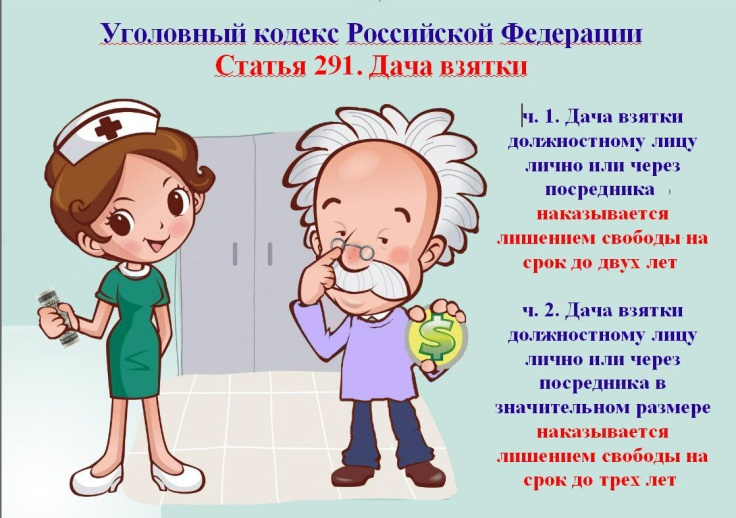 Уголовный кодекс Российской Федерации
Статья 291. Дача взятки
ч. 1. Дача взятки
должностному лицу
лично или через
посредника
наказывается
лишением свободы на
срок до двух лет
ч. 2. Дача взятки
должностному лицу
лично или через
посредника в
значительном размере
наказывается
лишением свободы на
срок до трех лет
$